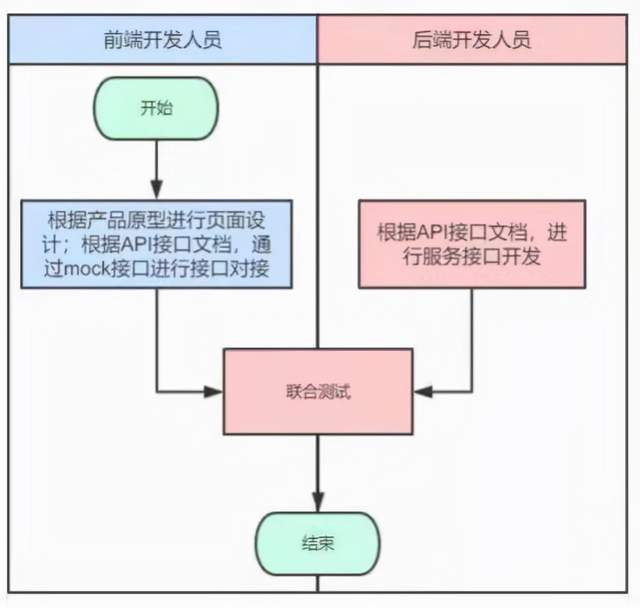 前端开发人员
后端开发人员
开始
根据产品原型进行页面设
计；根据API接口文档，通
过mock接口进行接口对接
根据API接口文档，进
行服务接口开发
联合测试
结束